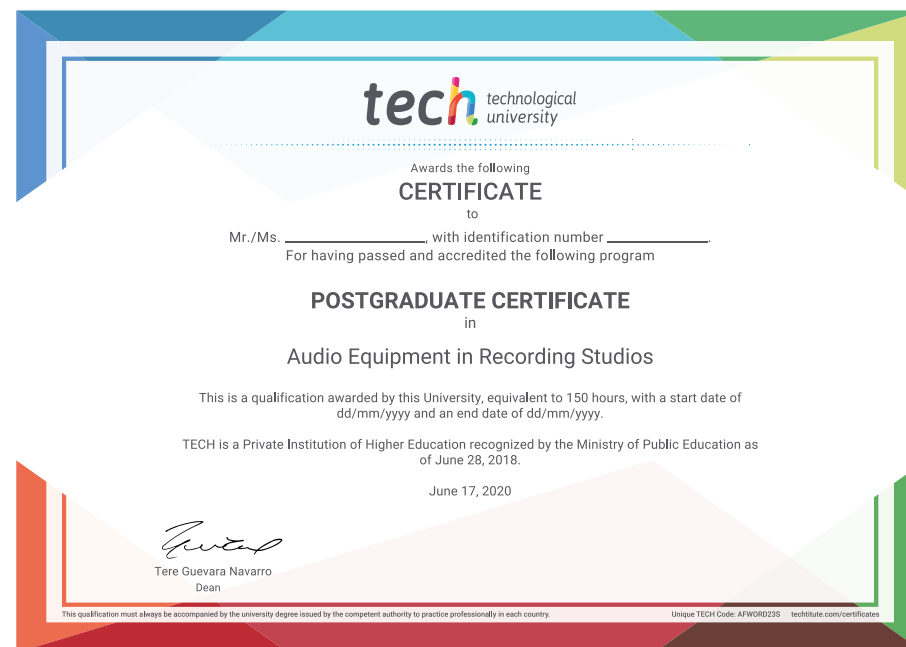 tech technological
university
Awards the following
CERTIFICATE
to
Mr./Ms. ____________________, with identification number ______________.
For having passed and accredited the following program
POSTGRADUATE CERTIFICATE
in
Audio Equipment in Recording Studios
This is a qualification awarded by this University, equivalent to 150 hours, with a start date of
dd/mm/yyyy and an end date of dd/mm/yyyy.
TECH is a Private Institution of Higher Education recognized by the Ministry of Public Education as
of June 28, 2018.
June 17, 2020
Tere Guevara Navarro
Dean
This qualification must always be accompanied by the university degree issued by the competent authority to practice professionally in each country.
Unique TECH Code: AFWORD23S techtitute.com/certificates